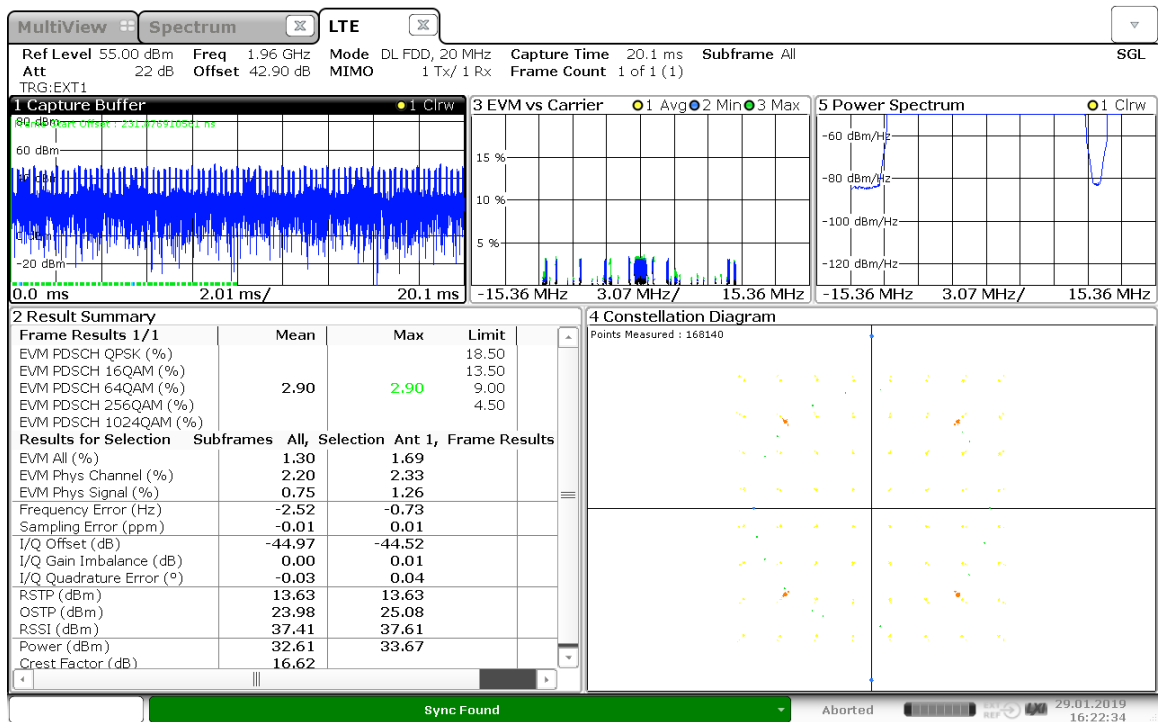 MultiView Spectrum X LTE X
Ref Level 55.00 dBm Freq 1.96 GHz Mode DL FDD, 20 MHz Capture Time 20.1 ms Subframe All SGL
Att 22 dB Offset 42.90 dB MIMO 1 Tx/ 1 Rx Frame Count 1 of 1 (1)
TRG:EXT1
1 Capture Buffer 1 Clrw
80 dBm
60 dBm
-20 dBm
0.0 ms 2.01 ms/ 20.1 ms
3 EVM vs Carrier 1 Avg 2 Min 3 Max
15 %
10 %
5 %
-15.36 MHz 3.07 MHz/ 15.36 MHz
5 Power Spectrum 1 Clrw
-60 dBm/Hz
-80 dBm/Hz
-100 dBm/Hz
-120 dBm/Hz
-15.36 MHz 3.07 MHz/ 15.36 MHz
2 Result Summary
Frame Results 1/1 Mean Max Limit
EVM PDSCH QPSK (%) 18.50
EVM PDSCH 16QAM (%) 13.50
EVM PDSCH 64QAM (%) 2.90 2.90 9.00
EVM PDSCH 256QAM (%) 4.50
EVM PDSCH 1024QAM (%)
Results for Selection Subframes All, Selection Ant 1, Frame Results
EVM All (%) 1.30 1.69
EVM Phys Channel (%) 2.20 2.33
EVM Phys Signal (%) 0.75 1.26
Frequency Error (Hz) -2.52 -0.73
Sampling Error (ppm) -0.01 0.01
I/Q Offset (dB) -44.97 -44.52
I/Q Gain Imbalance (dB) 0.00 0.01
I/Q Quadrature Error (°) -0.03 0.04
RSTP (dBm) 13.63 13.63
OSTP (dBm) 23.98 25.08
RSSI (dBm) 37.41 37.61
Power (dBm) 32.61 33.67
Crest Factor (dB) 16.62
4 Constellation Diagram
Points Measured : 168140
Sync Found
Aborted
EXT
REF
29.01.2019
16:22:34